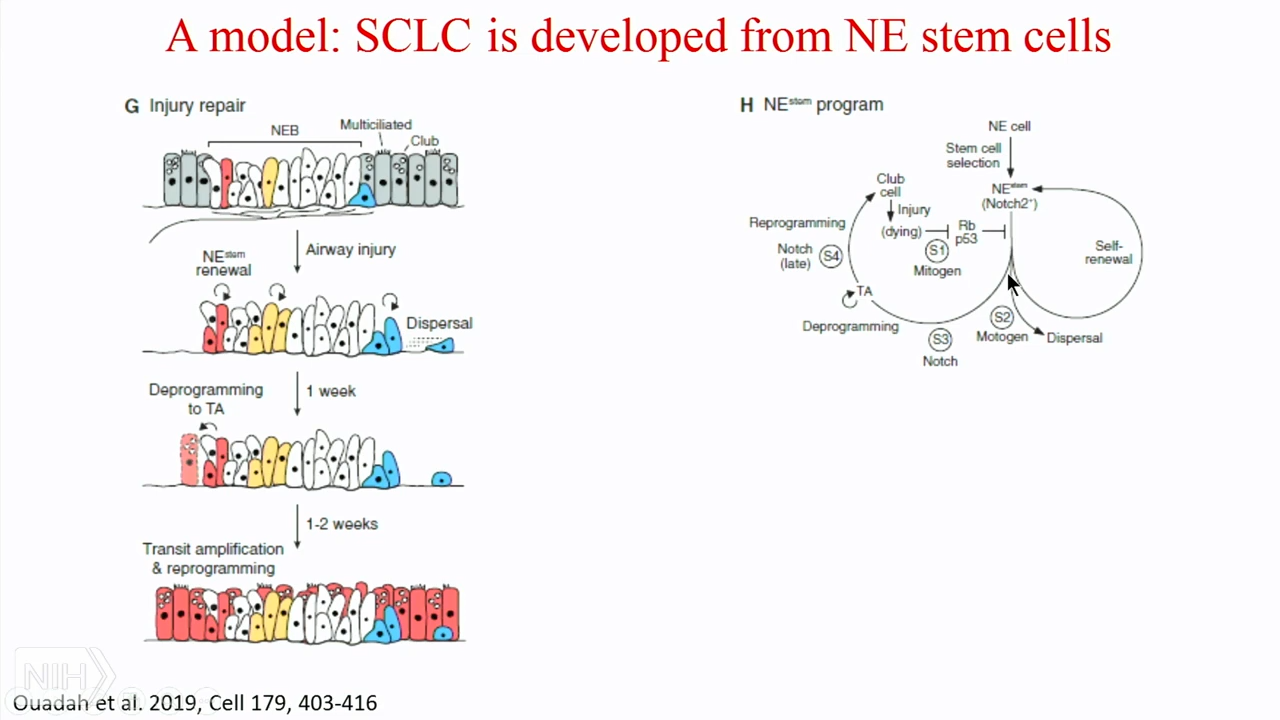 A model: SCLC is developed from NE stem cells
G Injury repair
NEB
Multiciliated
Club
Airway injury
NEstem
renewal
Dispersal
Deprogramming
to TA
1 week
1-2 weeks
Transit amplification
& reprogramming
H NEstem program
NE cell
Stem cell
selection
NEstem
(Notch2+)
Club
cell
Injury
(dying)
Rb
p53
S1
Mitogen
Reprogramming
Notch
(late)
S4
TA
Deprogramming
S3
Notch
S2
Motogen
Dispersal
Self-
renewal
NIH
Ouadah et al. 2019, Cell 179, 403-416